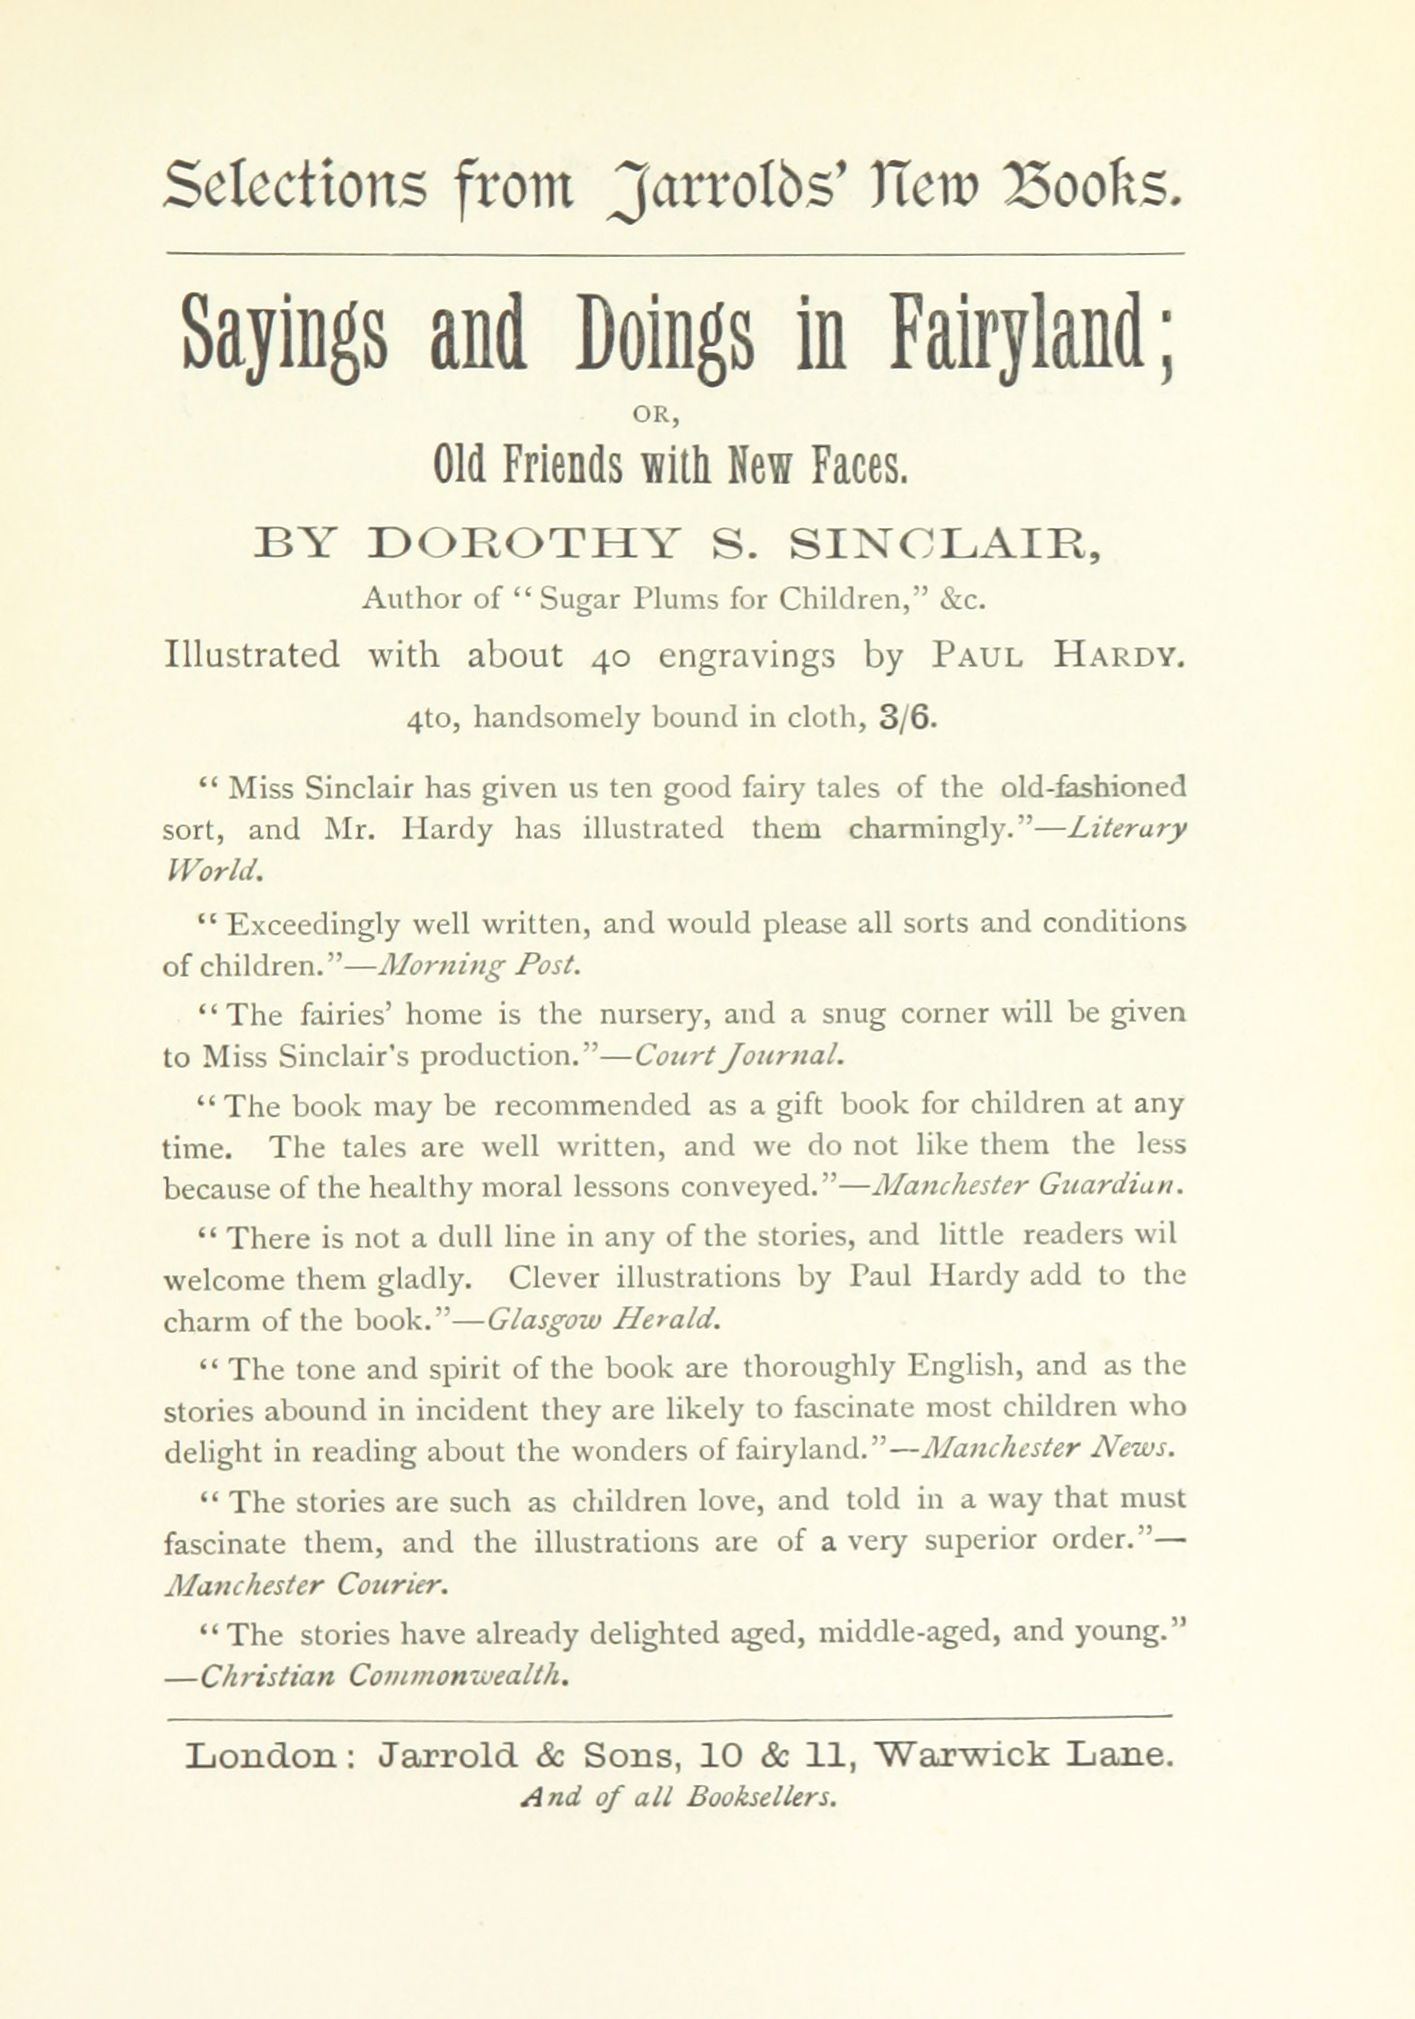 Selections from Jarrolds' New Books.
Sayings and Doings in Fairyland;
OR,
Old Friends with New Faces.
BY DOROTHY S. SINCLAIR,
Author of "Sugar Plums for Children," &c.
Illustrated with about 40 engravings by PAUL HARDY.
4to, handsomely bound in cloth, 3/6.
"Miss Sinclair has given us ten good fairy tales of the old-fashioned
sort, and Mr. Hardy has illustrated them charmingly."—Literary
World.
"Exceedingly well written, and would please all sorts and conditions
of children."—Morning Post.
"The fairies' home is the nursery, and a snug corner will be given
to Miss Sinclair's production."—Court Journal.
"The book may be recommended as a gift book for children at any
time. The tales are well written, and we do not like them the less
because of the healthy moral lessons conveyed."—Manchester Guardian.
"There is not a dull line in any of the stories, and little readers wil
welcome them gladly. Clever illustrations by Paul Hardy add to the
charm of the book."—Glasgow Herald.
"The tone and spirit of the book are thoroughly English, and as the
stories abound in incident they are likely to fascinate most children who
delight in reading about the wonders of fairyland."—Manchester News.
"The stories are such as children love, and told in a way that must
fascinate them, and the illustrations are of a very superior order."—
Manchester Courier.
"The stories have already delighted aged, middle-aged, and young."
—Christian Commonwealth.
London: Jarrold & Sons, 10 & 11, Warwick Lane.
And of all Booksellers.